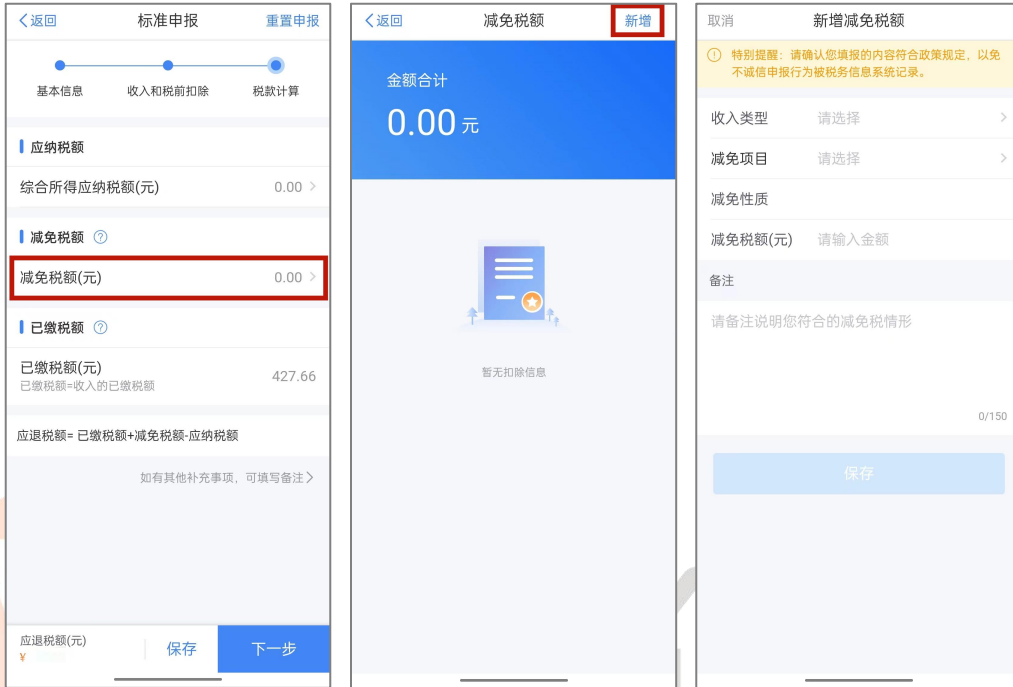 返回
标准申报
重置申报
基本信息
收入和税前扣除
税款计算
应纳税额
综合所得应纳税额(元)
0.00
减免税额
减免税额(元)
0.00
已缴税额
已缴税额(元)
已缴税额=收入的已缴税额
427.66
应退税额= 已缴税额+减免税额-应纳税额
如有其他补充事项，可填写备注
应退税额(元)
¥
保存
下一步
返回
减免税额
新增
金额合计
0.00 元
暂无扣除信息
取消
新增减免税额
特别提醒：请确认您填报的内容符合政策规定，以免
不诚信申报行为被税务信息系统记录。
收入类型
请选择
减免项目
请选择
减免性质
减免税额(元)
请输入金额
备注
请备注说明您符合的减免税情形
0/150
保存